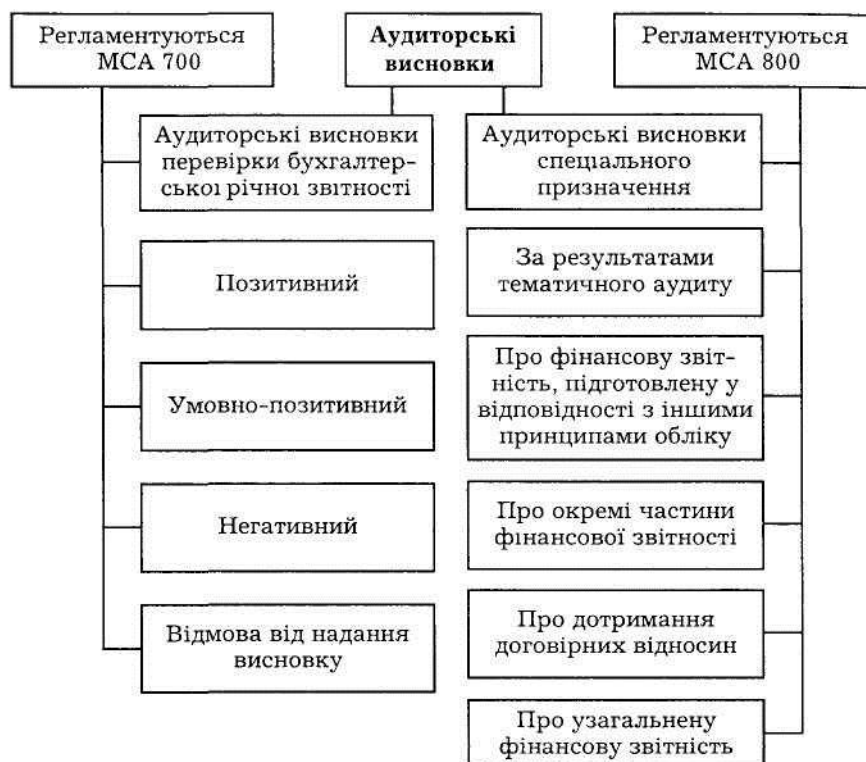 Регламентуються
МСА 700
Аудиторські
висновки
Регламентуються
МСА 800
Аудиторські висновки
перевірки бухгалтер-
ської річної звітності
Аудиторські висновки
спеціального
призначення
Позитивний
За результатами
тематичного аудиту
Умовно-позитивний
Про фінансову звіт-
ність, підготовлену у
відповідності з іншими
принципами обліку
Негативний
Про окремі частини
фінансової звітності
Відмова від надання
висновку
Про дотримання
договірних відносин
Про узагальнену
фінансову звітність